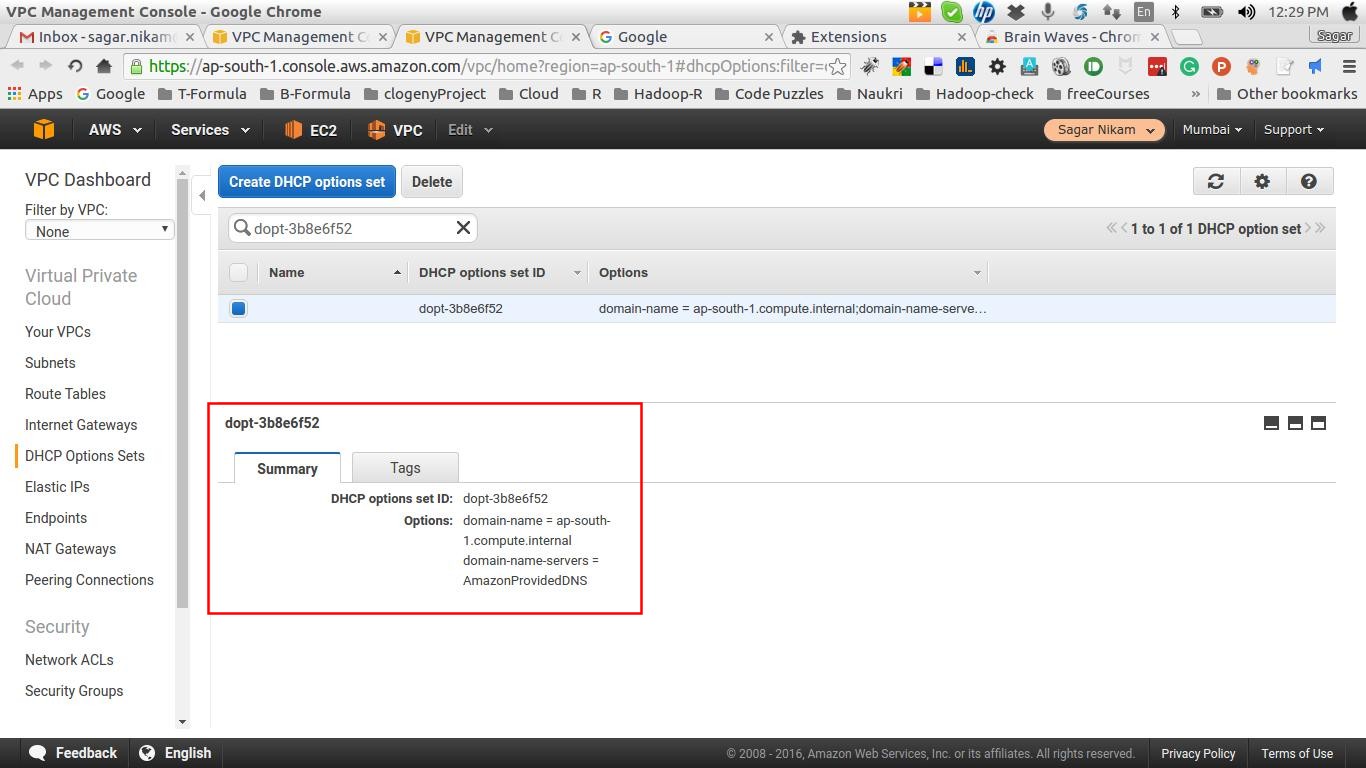 VPC Management Console - Google Chrome
En
12:29 PM
Inbox - sagar.nikam
VPC Management C
VPC Management C
Google
Extensions
Brain Waves - Chrom
Sagar
https://ap-south-1.console.aws.amazon.com/vpc/home?region=ap-south-1#dhcpOptions:filter=
Apps
Google
T-Formula
B-Formula
clogenyProject
Cloud
R
Hadoop-R
Code Puzzles
Naukri
Hadoop-check
freeCourses
»
Other bookmarks
AWS
Services
EC2
VPC
Edit
Sagar Nikam
Mumbai
Support
VPC Dashboard
Filter by VPC:
None
Virtual Private
Cloud
Your VPCs
Subnets
Route Tables
Internet Gateways
DHCP Options Sets
Elastic IPs
Endpoints
NAT Gateways
Peering Connections
Security
Network ACLs
Security Groups
Create DHCP options set
Delete
dopt-3b8e6f52
1 to 1 of 1 DHCP option set
Name
DHCP options set ID
Options
dopt-3b8e6f52
domain-name = ap-south-1.compute.internal;domain-name-serve…
dopt-3b8e6f52
Summary
Tags
DHCP options set ID: dopt-3b8e6f52
Options: domain-name = ap-south-
1.compute.internal
domain-name-servers =
AmazonProvidedDNS
Feedback
English
© 2008 - 2016, Amazon Web Services, Inc. or its affiliates. All rights reserved.
Privacy Policy
Terms of Use